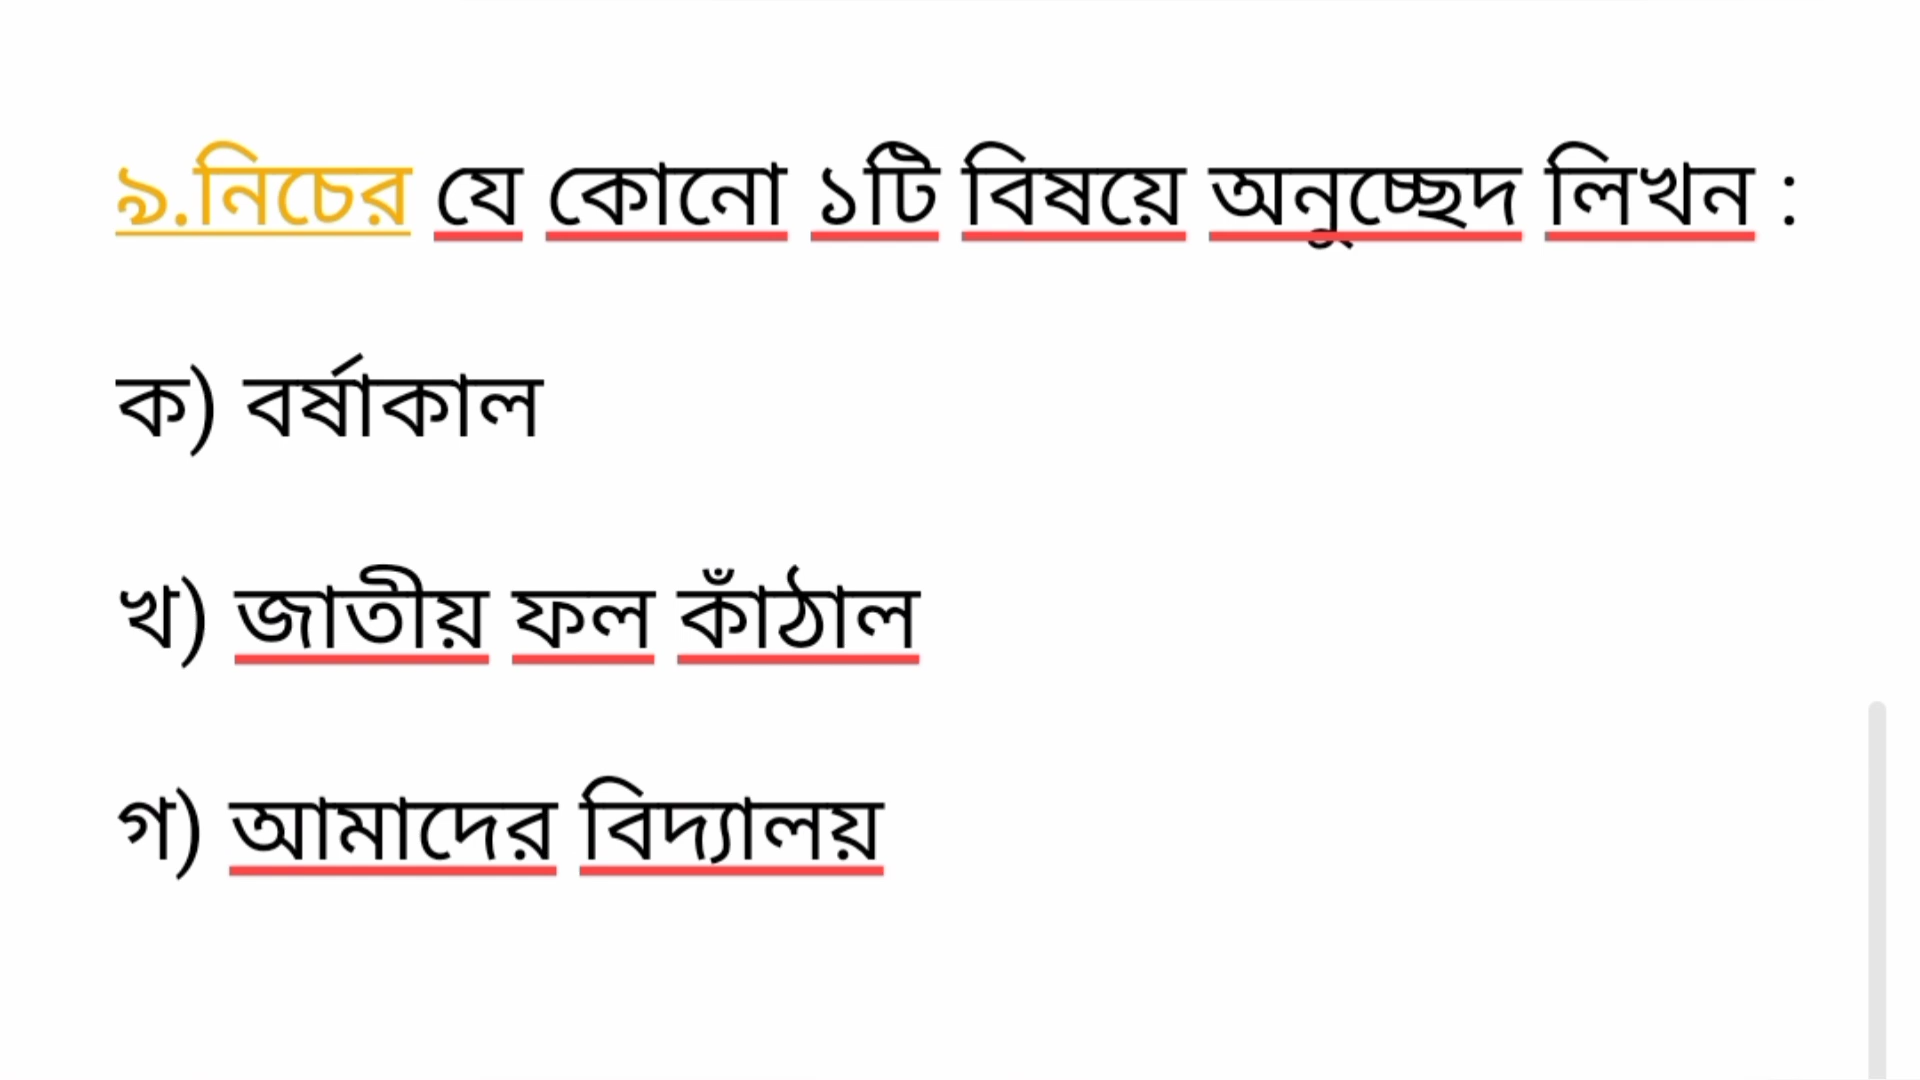 ৯.নিচের যে কোনো ১টি বিষয়ে অনুচ্ছেদ লিখন :
ক) বর্ষাকাল
খ) জাতীয় ফল কাঁঠাল
গ) আমাদের বিদ্যালয়